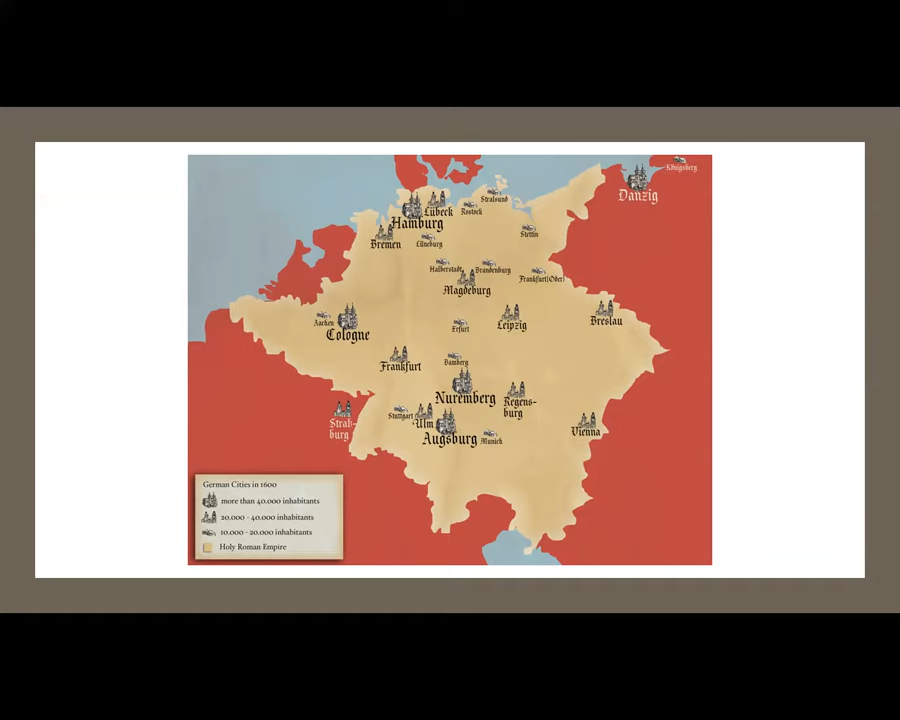 Königsberg
Danzig
Stralsund
Lübeck
Rostock
Hamburg
Stettin
Bremen
Lüneburg
Halberstadt
Brandenburg
Frankfurt(Oder)
Magdeburg
Aachen
Cologne
Erfurt
Leipzig
Breslau
Frankfurt
Bamberg
Nuremberg
Regens-
burg
Stuttgart
Ulm
Straß-
burg
Augsburg
Munich
Vienna
German Cities in 1600
more than 40.000 inhabitants
20.000 - 40.000 inhabitants
10.000 - 20.000 inhabitants
Holy Roman Empire